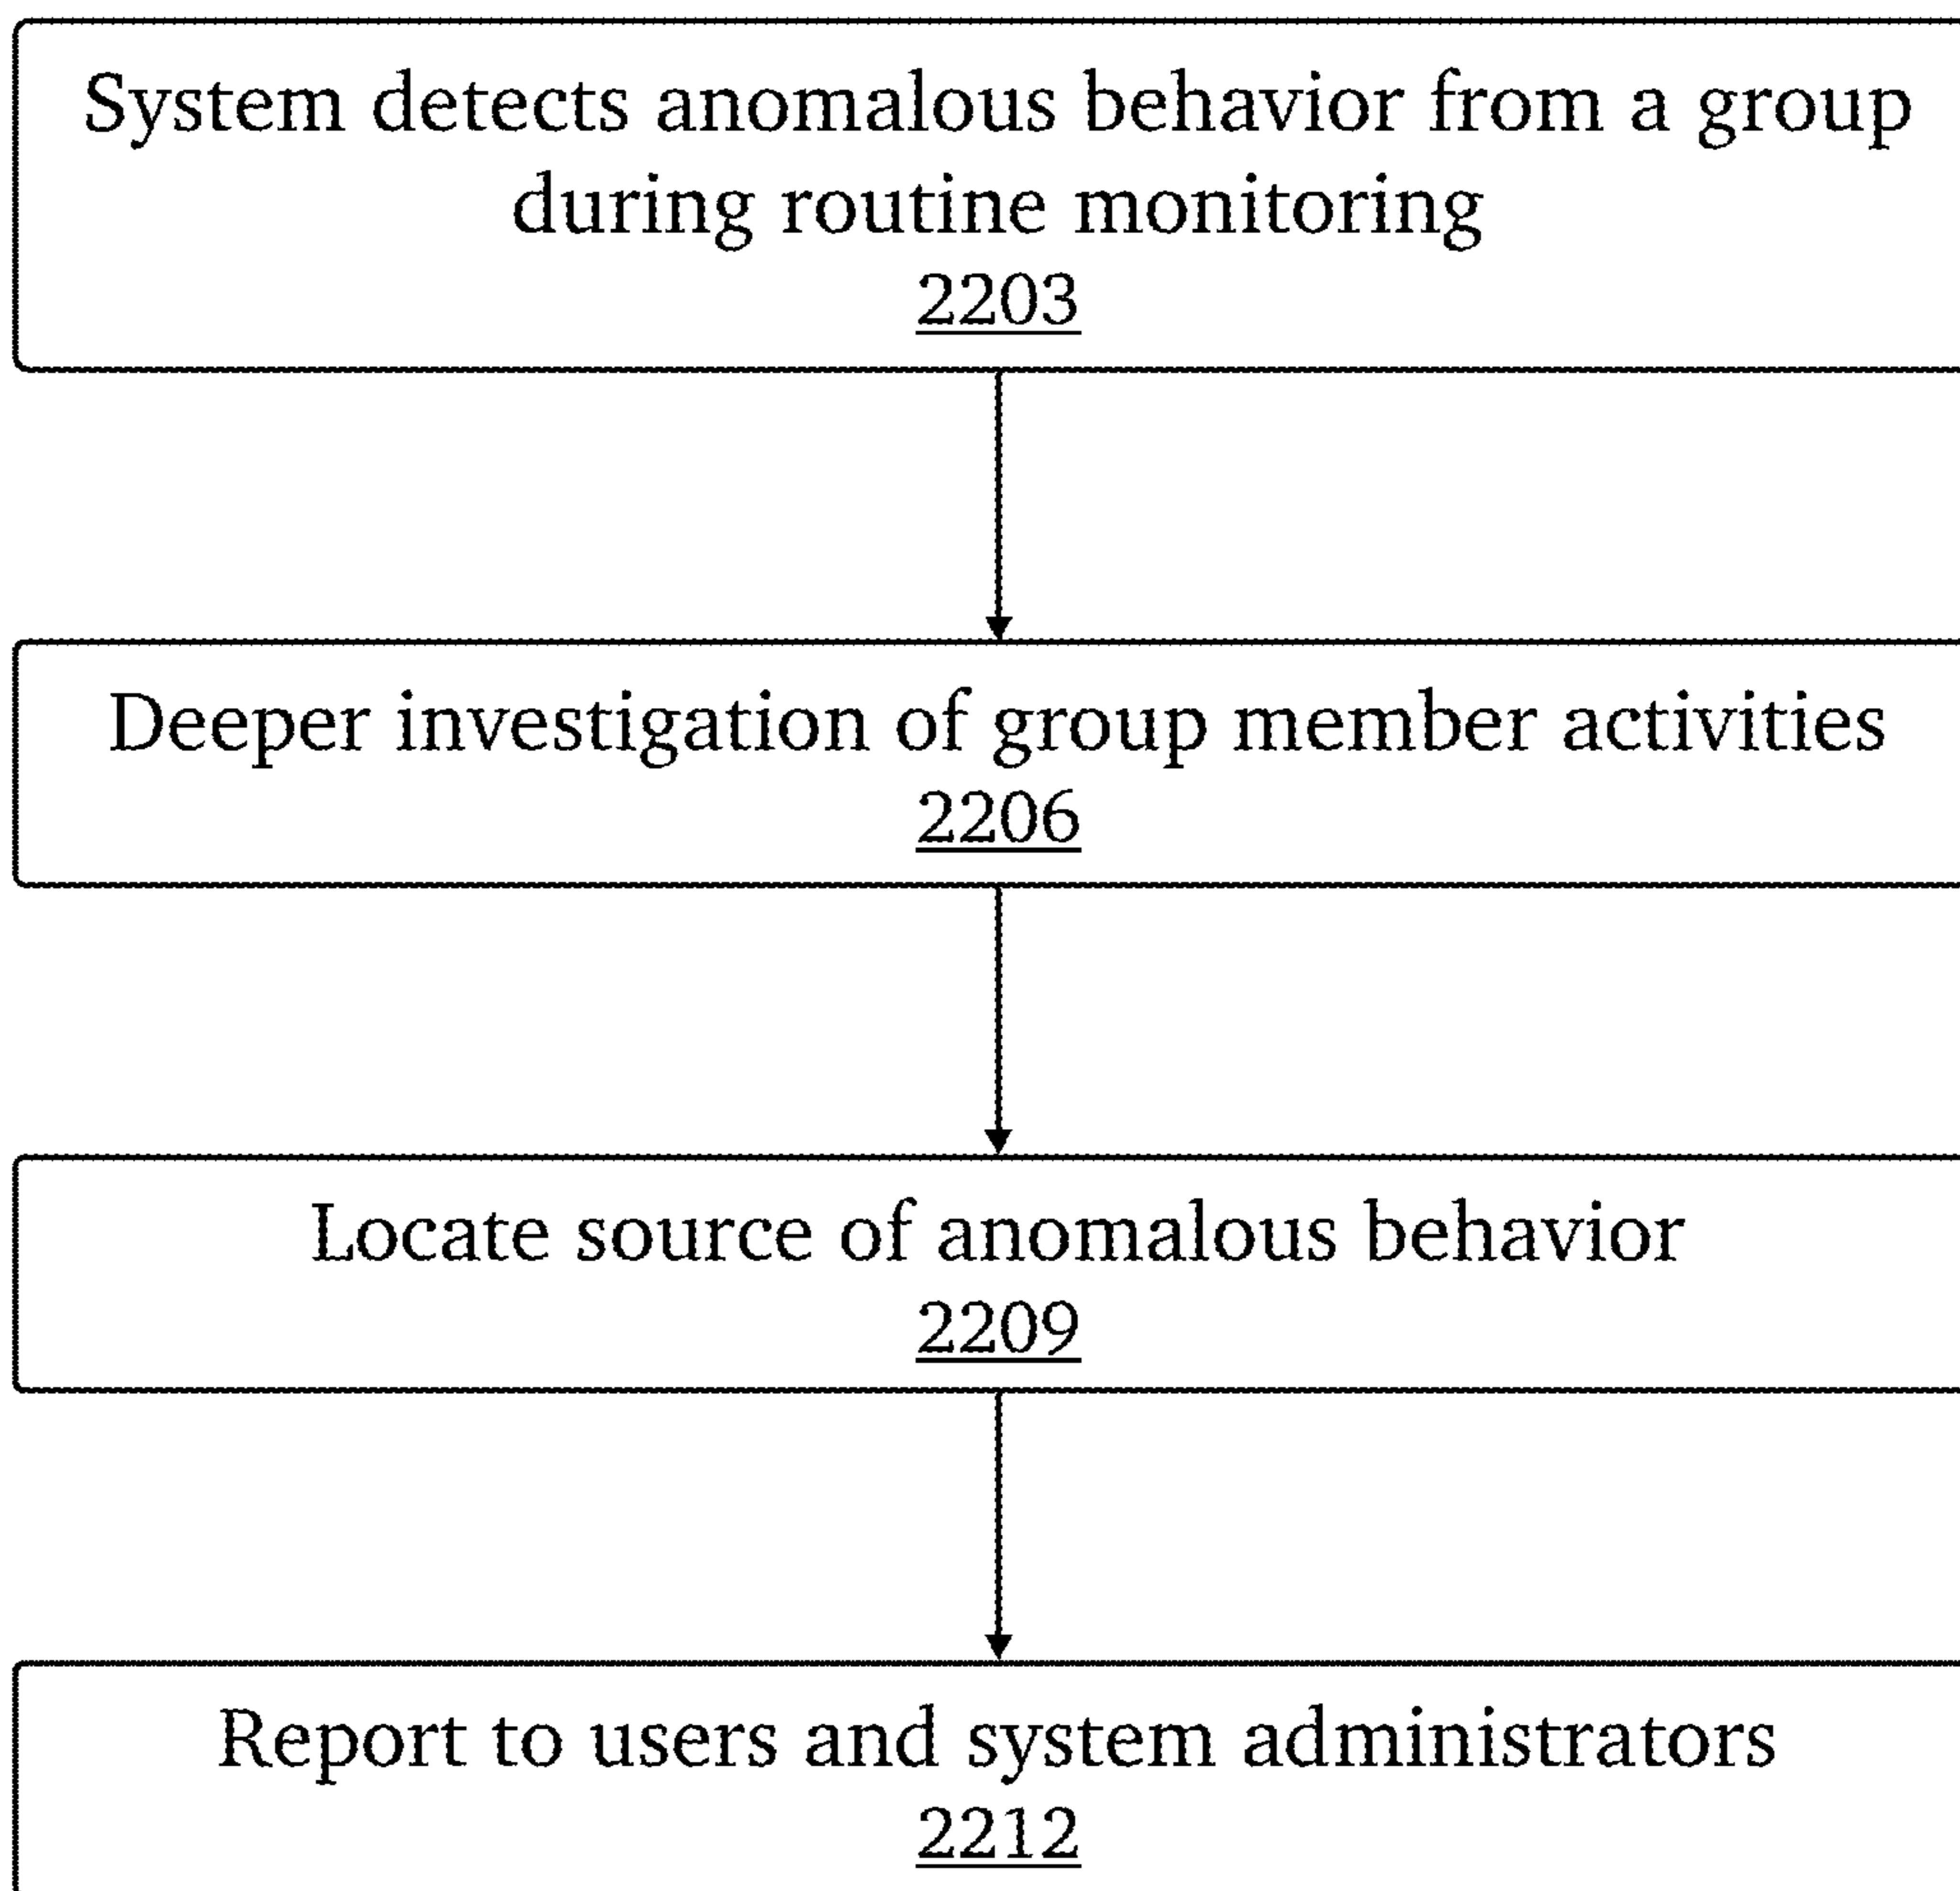 System detects anomalous behavior from a group
during routine monitoring
2203
Deeper investigation of group member activities
2206
Locate source of anomalous behavior
2209
Report to users and system administrators
2212